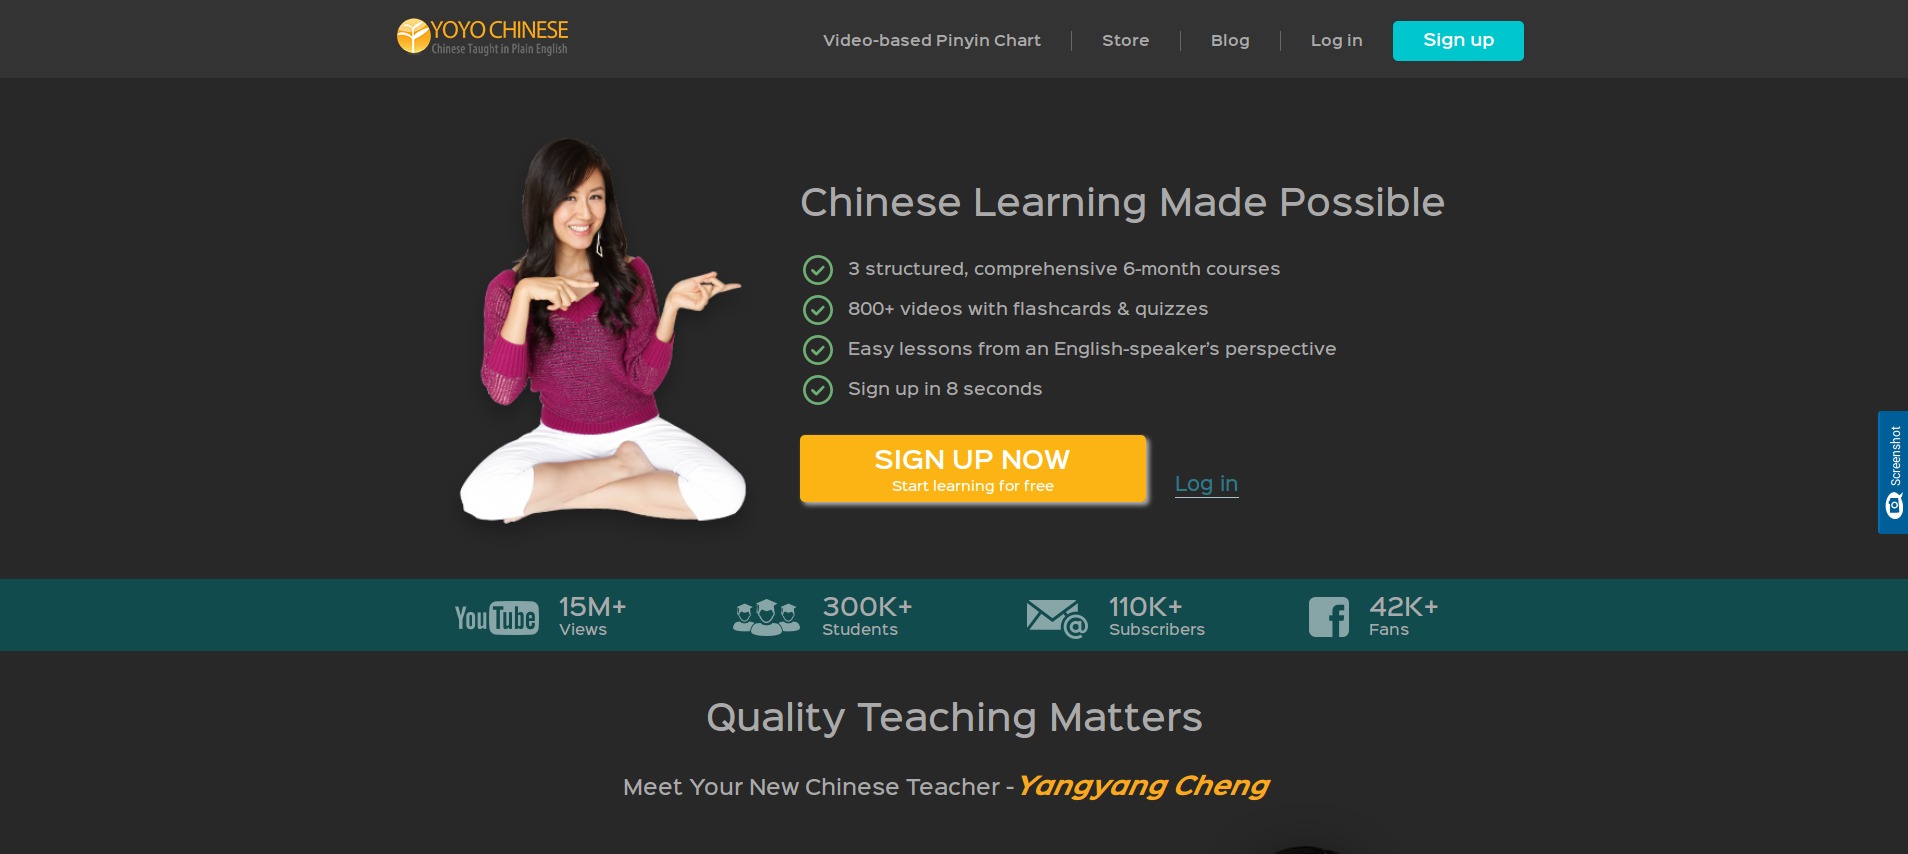 YOYO CHINESE
Chinese Taught in Plain English
Video-based Pinyin Chart
Store
Blog
Log in
Sign up
Chinese Learning Made Possible
3 structured, comprehensive 6-month courses
800+ videos with flashcards & quizzes
Easy lessons from an English-speaker's perspective
Sign up in 8 seconds
SIGN UP NOW
Start learning for free
Log in
Screenshot
YouTube
15M+
Views
300K+
Students
@
110K+
Subscribers
f
42K+
Fans
Quality Teaching Matters
Meet Your New Chinese Teacher - Yangyang Cheng